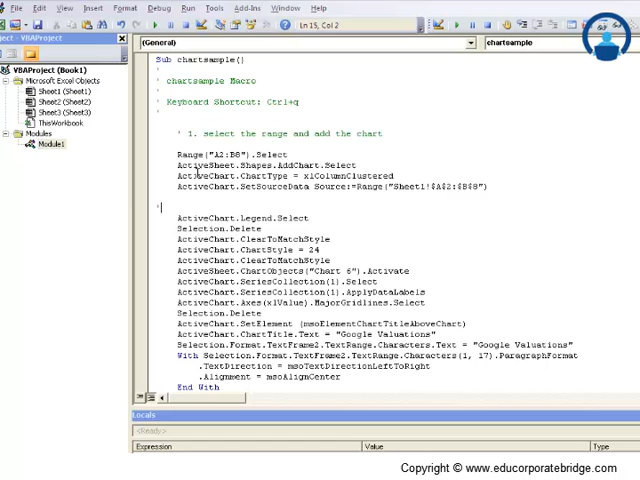 File Edit View Insert Format Debug Run Tools Add-Ins Window Help
Ln 15, Col 2
ct - VBAProject
(General) chartsample
VBAProject (Book1)
Microsoft Excel Objects
Sheet1 (Sheet1)
Sheet2 (Sheet2)
Sheet3 (Sheet3)
ThisWorkbook
Modules
Module1
Sub chartsample()
'
' chartsample Macro
'
' Keyboard Shortcut: Ctrl+q
'
' 1. select the range and add the chart
Range("A2:B8").Select
ActiveSheet.Shapes.AddChart.Select
ActiveChart.ChartType = xlColumnClustered
ActiveChart.SetSourceData Source:=Range("Sheet1!$A$2:$B$8")
'
ActiveChart.Legend.Select
Selection.Delete
ActiveChart.ClearToMatchStyle
ActiveChart.ChartStyle = 24
ActiveChart.ClearToMatchStyle
ActiveSheet.ChartObjects("Chart 6").Activate
ActiveChart.SeriesCollection(1).Select
ActiveChart.SeriesCollection(1).ApplyDataLabels
ActiveChart.Axes(xlValue).MajorGridlines.Select
Selection.Delete
ActiveChart.SetElement (msoElementChartTitleAboveChart)
ActiveChart.ChartTitle.Text = "Google Valuations"
Selection.Format.TextFrame2.TextRange.Characters.Text = "Google Valuations"
With Selection.Format.TextFrame2.TextRange.Characters(1, 17).ParagraphFormat
.TextDirection = msoTextDirectionLeftToRight
.Alignment = msoAlignCenter
End With
Locals
<Ready>
Expression Value Type
Copyright © www.educorporatebridge.com